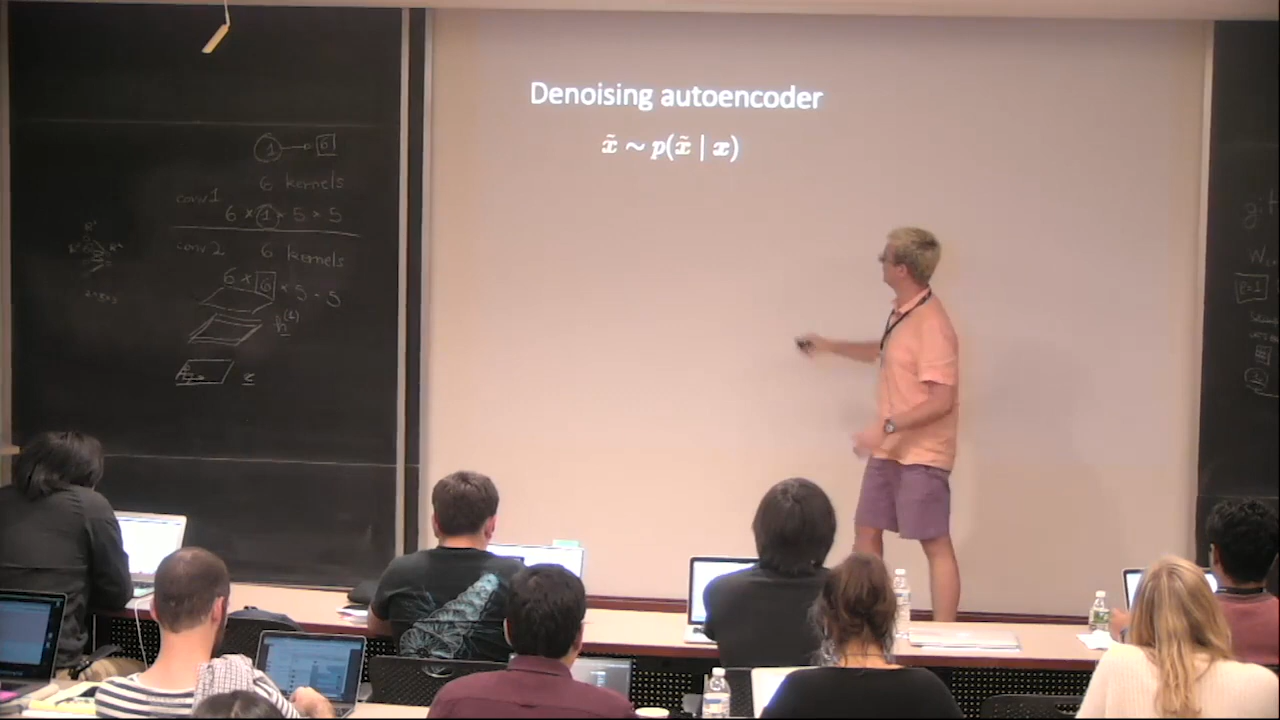 Denoising autoencoder
x̃ ~ p(x̃ | x)
1 → 6
6 kernels
conv1
6 × 1 × 5 × 5
conv2 6 kernels
6 × 6 × 5 × 5
h⁽¹⁾
x
git